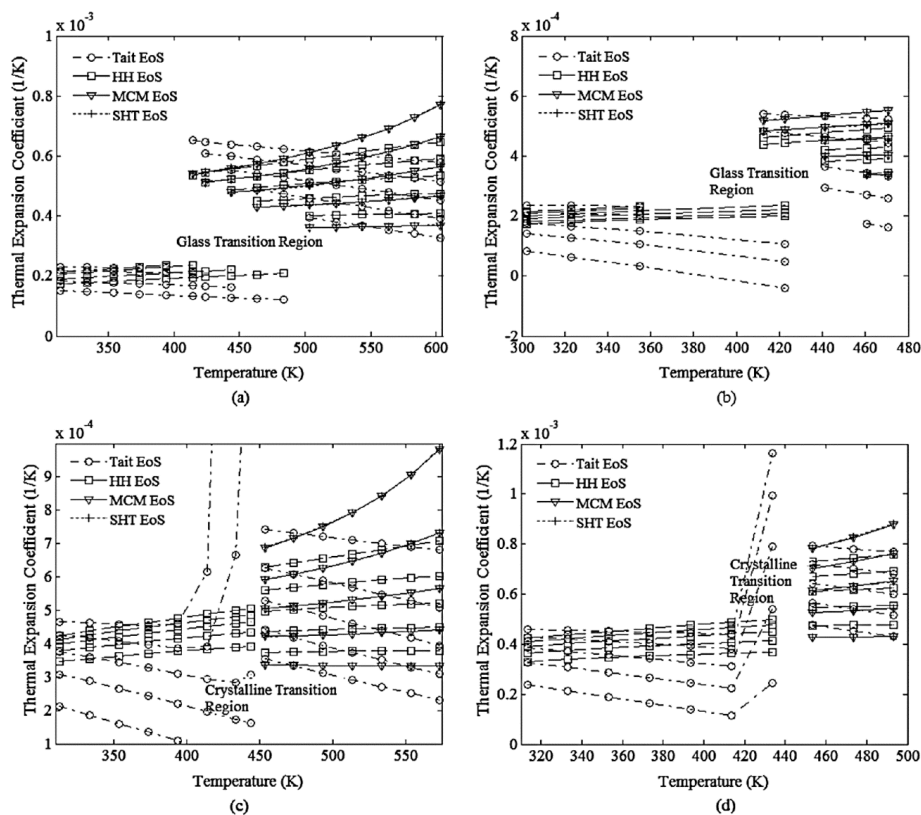 (a)
x 10⁻³
1
0.8
0.6
0.4
0.2
0
Thermal Expansion Coefficient (1/K)
Tait EoS
HH EoS
MCM EoS
SHT EoS
Glass Transition Region
350 400 450 500 550 600
Temperature (K)
(a)
(b)
x 10⁻⁴
8
6
4
2
0
-2
Thermal Expansion Coefficient (1/K)
Tait EoS
HH EoS
MCM EoS
SHT EoS
Glass Transition
Region
300 320 340 360 380 400 420 440 460 480
Temperature (K)
(b)
x 10⁻⁴
10
9
8
7
6
5
4
3
2
1
Thermal Expansion Coefficient (1/K)
Tait EoS
HH EoS
MCM EoS
SHT EoS
Crystalline Transition
Region
350 400 450 500 550
Temperature (K)
(c)
x 10⁻³
1.2
1
0.8
0.6
0.4
0.2
0
Thermal Expansion Coefficient (1/K)
Tait EoS
HH EoS
MCM EoS
SHT EoS
Crystalline
Transition
Region
320 340 360 380 400 420 440 460 480 500
Temperature (K)
(d)